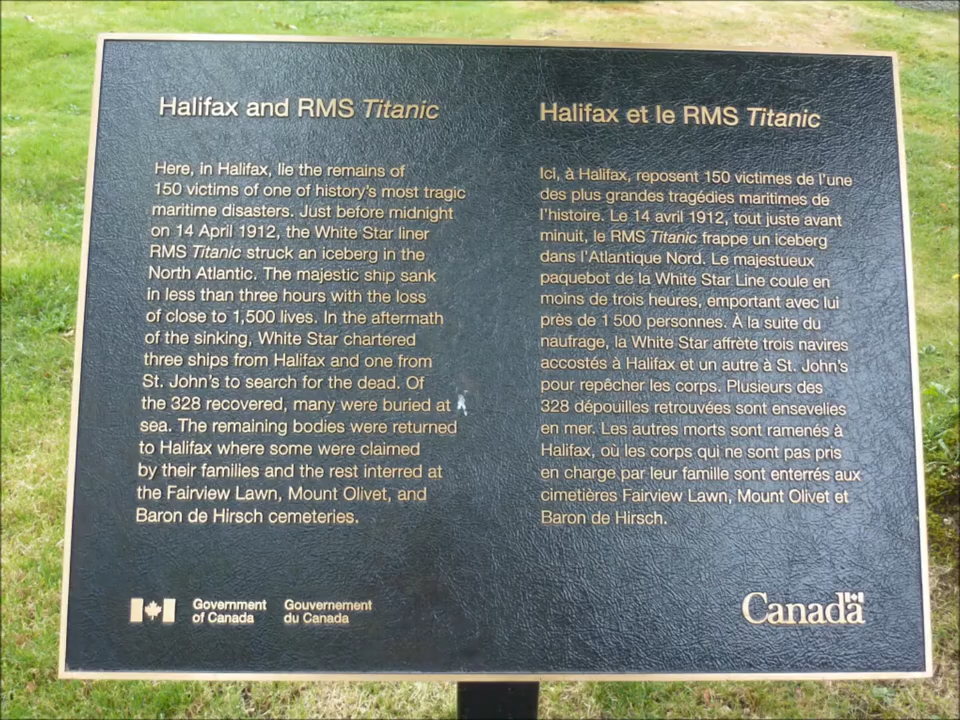 Halifax and RMS Titanic
Here, in Halifax, lie the remains of
150 victims of one of history's most tragic
maritime disasters. Just before midnight
on 14 April 1912, the White Star liner
RMS Titanic struck an iceberg in the
North Atlantic. The majestic ship sank
in less than three hours with the loss
of close to 1,500 lives. In the aftermath
of the sinking, White Star chartered
three ships from Halifax and one from
St. John's to search for the dead. Of
the 328 recovered, many were buried at
sea. The remaining bodies were returned
to Halifax where some were claimed
by their families and the rest interred at
the Fairview Lawn, Mount Olivet, and
Baron de Hirsch cemeteries.
Halifax et le RMS Titanic
Ici, à Halifax, reposent 150 victimes de l'une
des plus grandes tragédies maritimes de
l'histoire. Le 14 avril 1912, tout juste avant
minuit, le RMS Titanic frappe un iceberg
dans l'Atlantique Nord. Le majestueux
paquebot de la White Star Line coule en
moins de trois heures, emportant avec lui
près de 1 500 personnes. À la suite du
naufrage, la White Star affrète trois navires
accostés à Halifax et un autre à St. John's
pour repêcher les corps. Plusieurs des
328 dépouilles retrouvées sont ensevelies
en mer. Les autres morts sont ramenés à
Halifax, où les corps qui ne sont pas pris
en charge par leur famille sont enterrés aux
cimetières Fairview Lawn, Mount Olivet et
Baron de Hirsch.
Government of Canada
Gouvernement du Canada
Canada